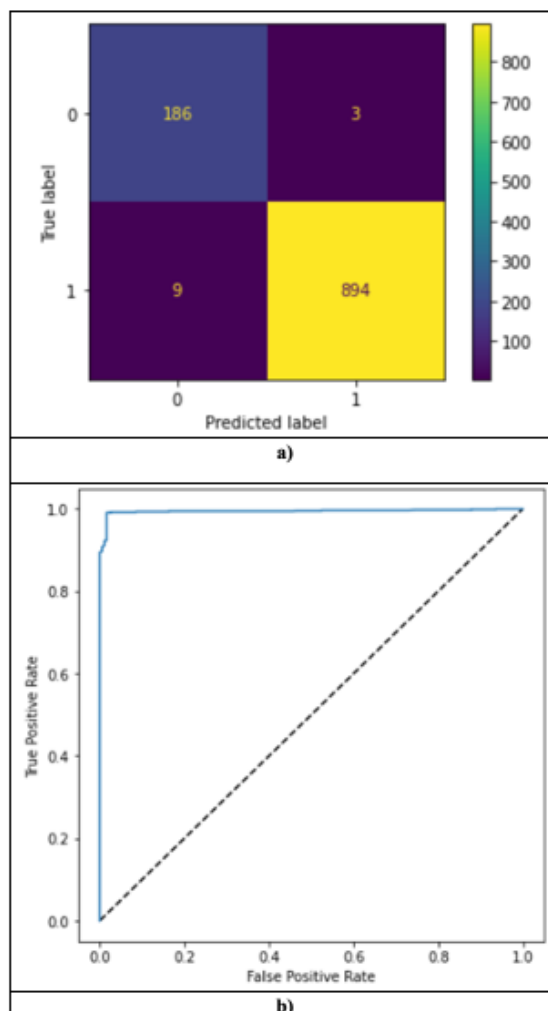 800
700
0 186 3
600
500
True label
400
1 9 894
300
200
100
0 1
Predicted label
a)
1.0
0.8
0.6
0.4
0.2
0.0
True Positive Rate
0.0 0.2 0.4 0.6 0.8 1.0
False Positive Rate
b)